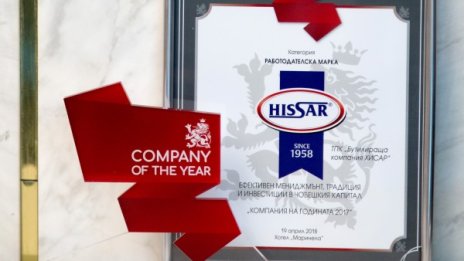 Категория
РАБОТОДАТЕЛСКА МАРКА
HISSAR
SINCE
1958
ТПК „Бутилираща
компания ХИСАР“
COMPANY
OF THE YEAR
ЕФЕКТИВЕН МЕНИДЖМЪНТ, ТРАДИЦИЯ
И ИНВЕСТИЦИИ В ЧОВЕШКИЯ КАПИТАЛ
„КОМПАНИЯ НА ГОДИНАТА 2017“
19 април 2018
Хотел „Маринела“